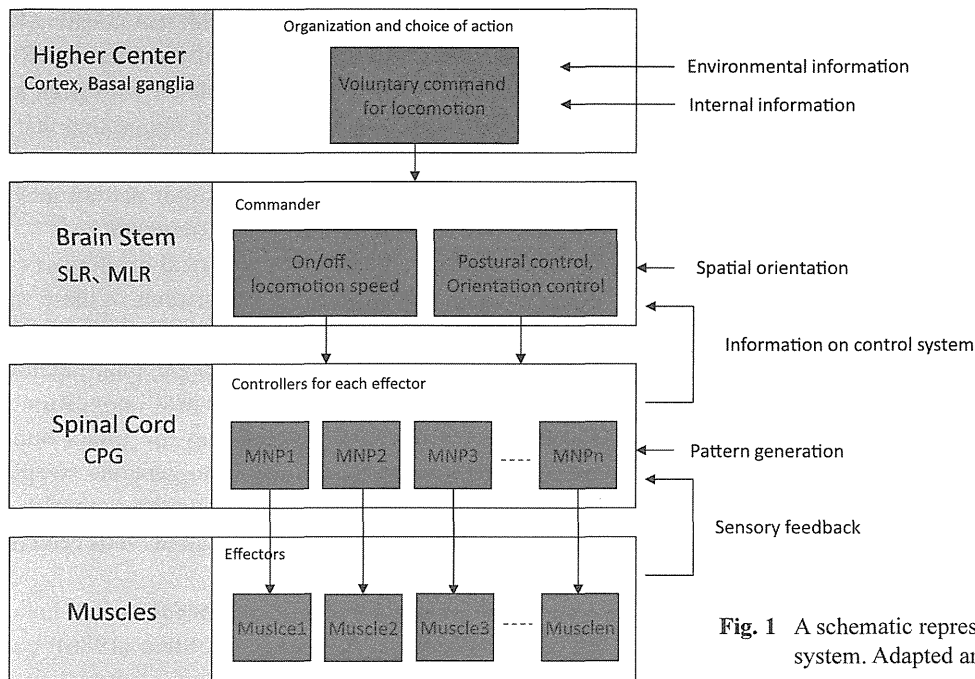 Organization and choice of action
Higher Center
Cortex, Basal ganglia
Voluntary command
for locomotion
Environmental information
Internal information
Commander
Brain Stem
SLR、MLR
On/off、
locomotion speed
Postural control,
Orientation control
Spatial orientation
Information on control system
Controllers for each effector
Spinal Cord
CPG
MNP1
MNP2
MNP3
----
MNPn
Pattern generation
Sensory feedback
Effectors
Muscles
Muslce1
Muscle2
Muscle3
----
Musclen
Fig. 1 A schematic repres
system. Adapted an